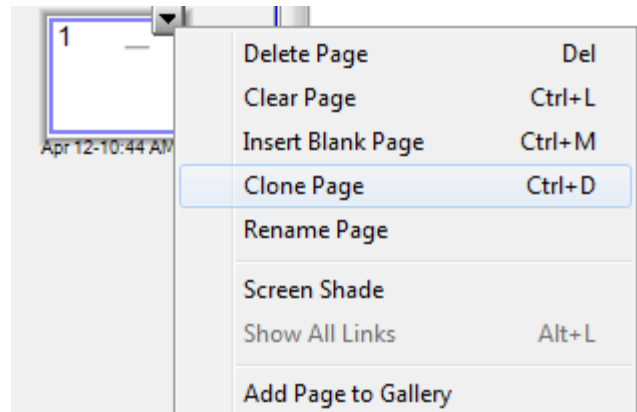 1
Apr 12-10:44 AM
Delete Page Del
Clear Page Ctrl+L
Insert Blank Page Ctrl+M
Clone Page Ctrl+D
Rename Page
Screen Shade
Show All Links Alt+L
Add Page to Gallery